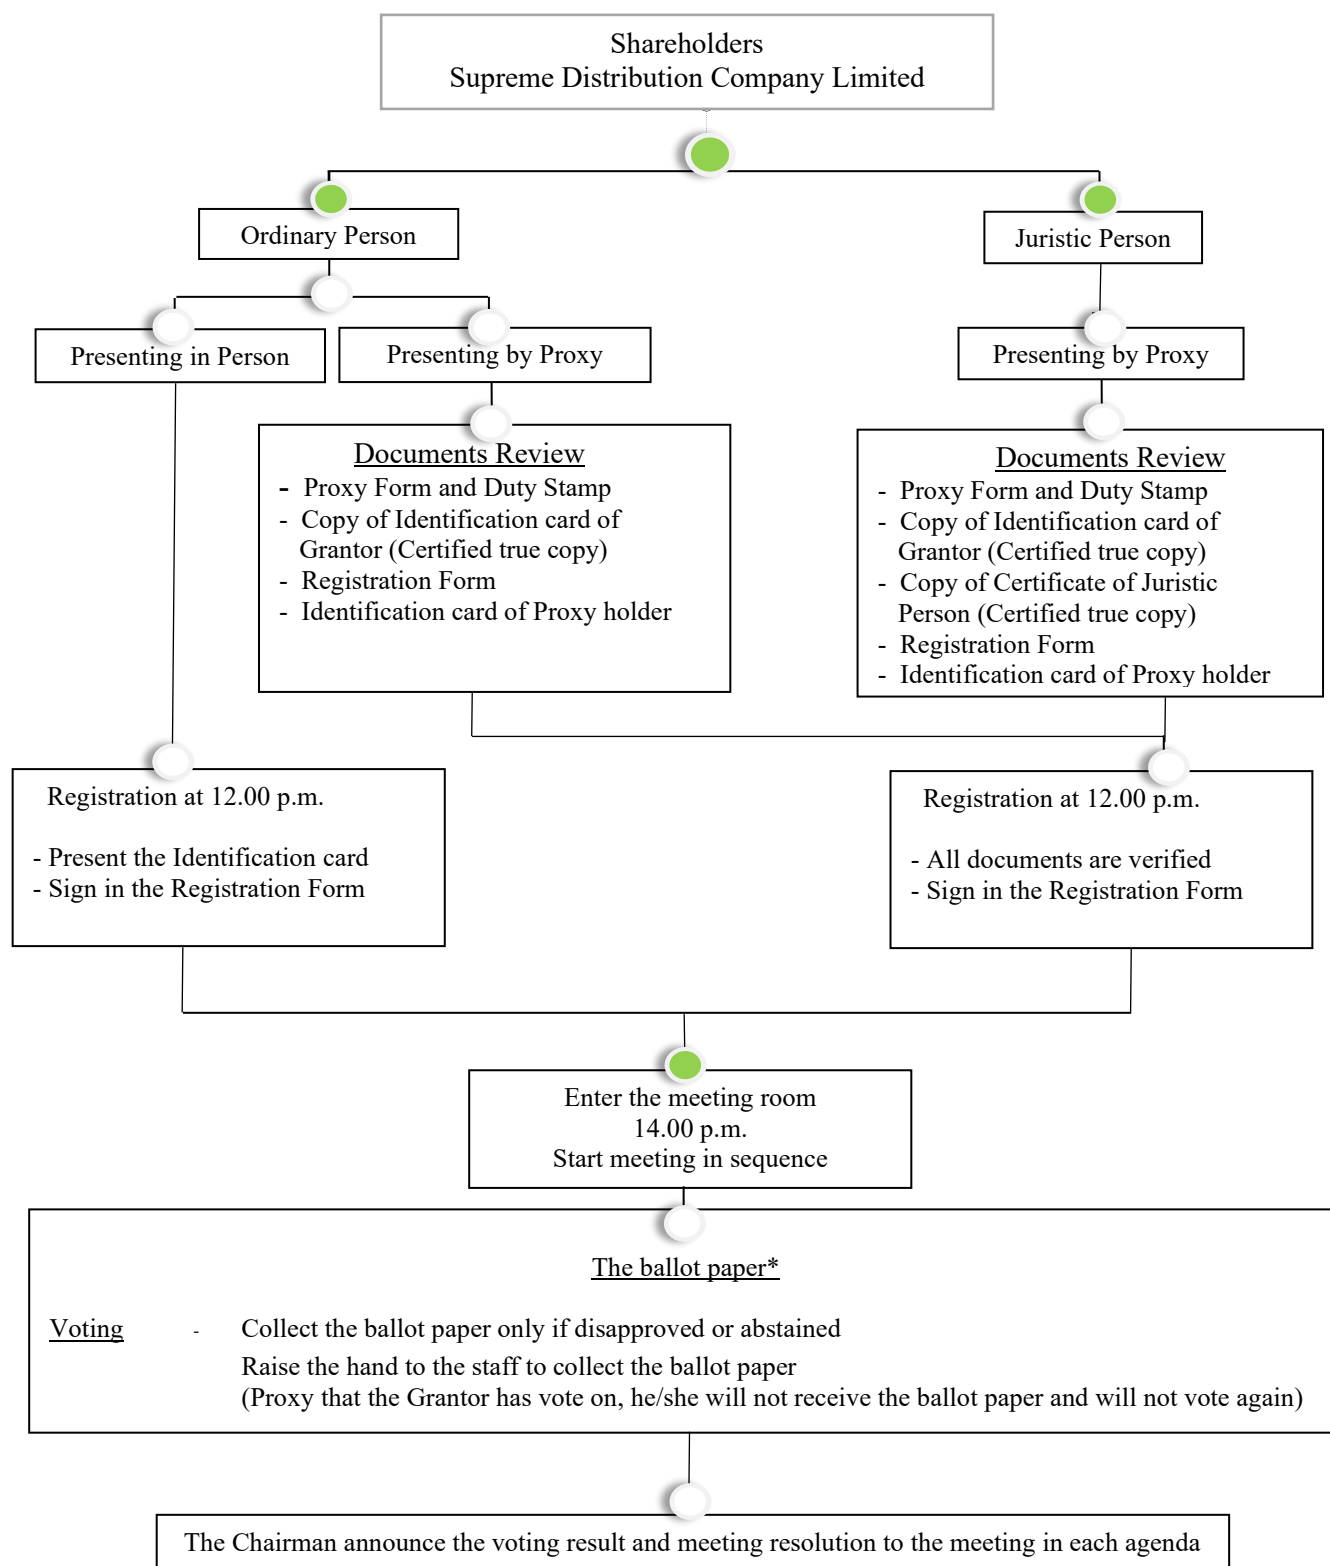 Shareholders
Supreme Distribution Company Limited
Ordinary Person
Juristic Person
Presenting in Person
Presenting by Proxy
Presenting by Proxy
Documents Review
- Proxy Form and Duty Stamp
- Copy of Identification card of
Grantor (Certified true copy)
- Registration Form
- Identification card of Proxy holder
Documents Review
- Proxy Form and Duty Stamp
- Copy of Identification card of
Grantor (Certified true copy)
- Copy of Certificate of Juristic
Person (Certified true copy)
- Registration Form
- Identification card of Proxy holder
Registration at 12.00 p.m.
- Present the Identification card
- Sign in the Registration Form
Registration at 12.00 p.m.
- All documents are verified
- Sign in the Registration Form
Enter the meeting room
14.00 p.m.
Start meeting in sequence
The ballot paper*
Voting - Collect the ballot paper only if disapproved or abstained
Raise the hand to the staff to collect the ballot paper
(Proxy that the Grantor has vote on, he/she will not receive the ballot paper and will not vote again)
The Chairman announce the voting result and meeting resolution to the meeting in each agenda